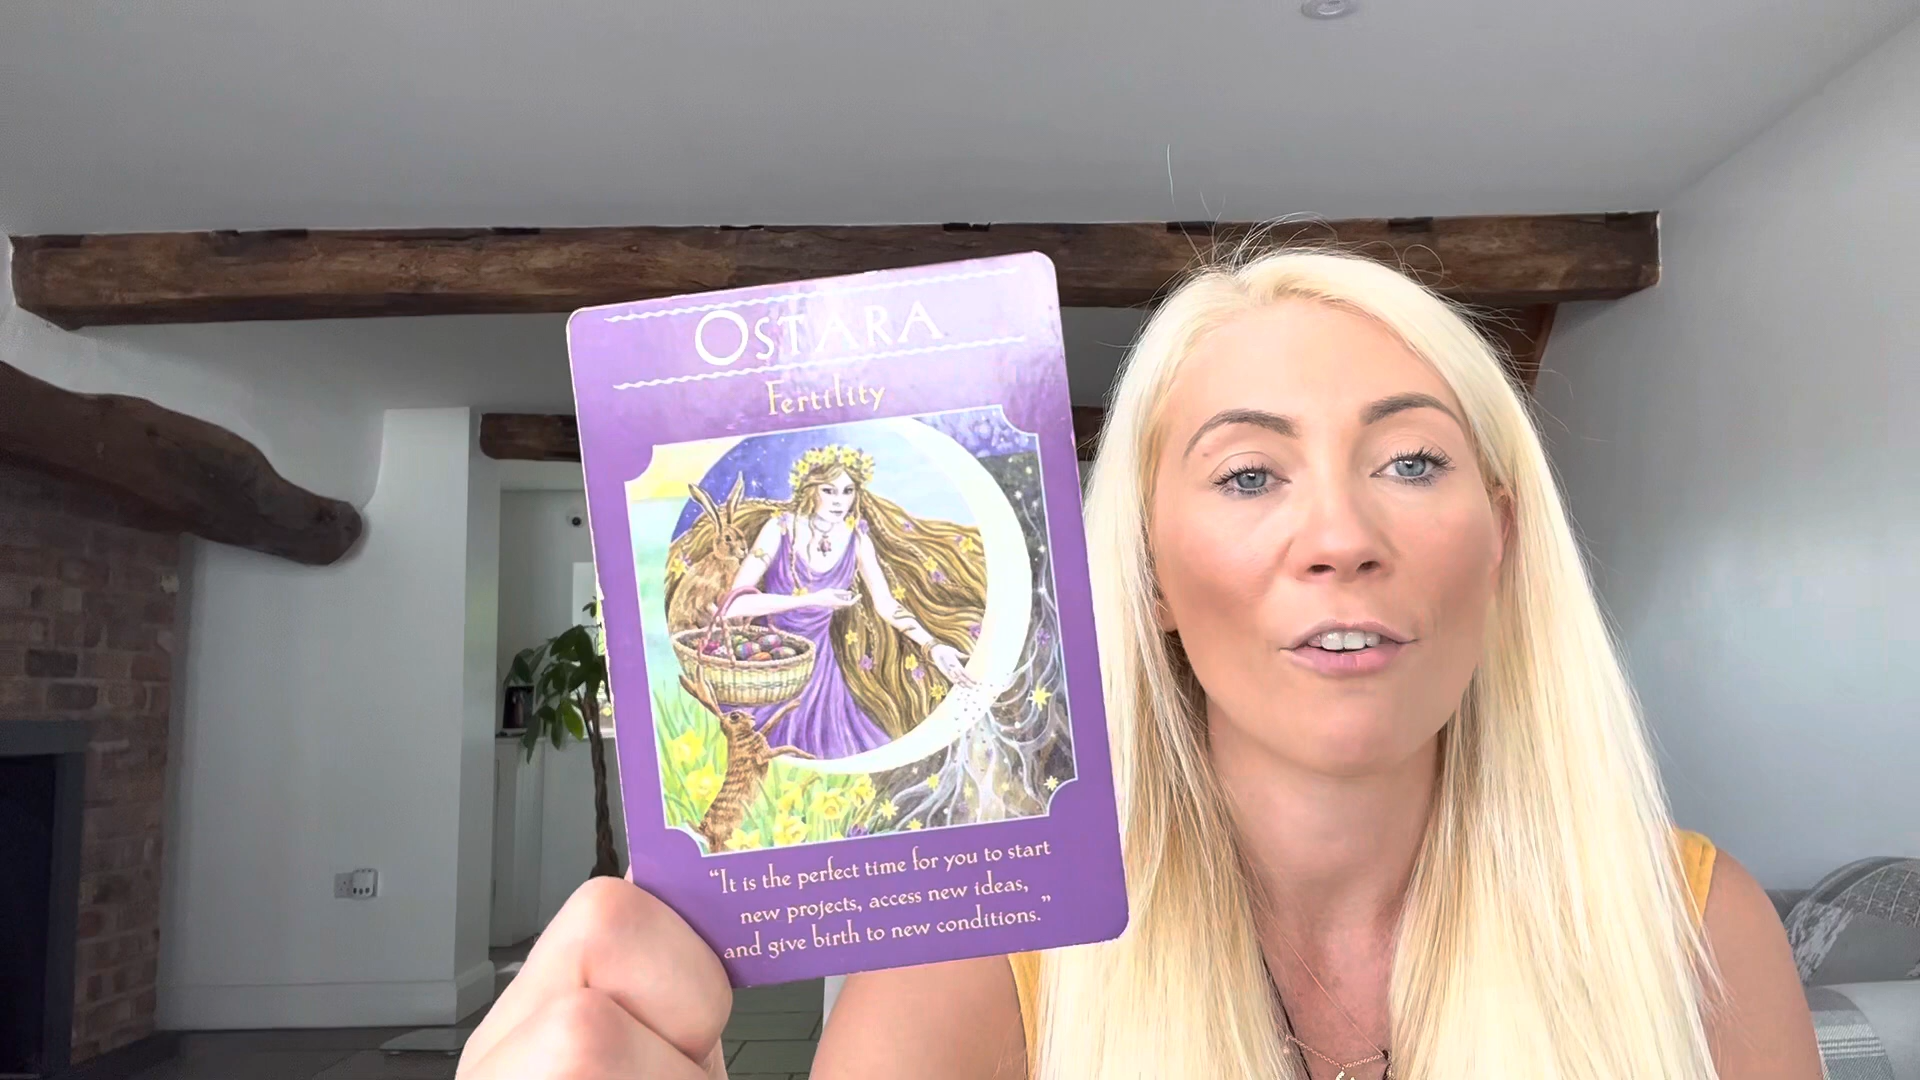 OSTARA
Fertility
“It is the perfect time for you to start
new projects, access new ideas,
and give birth to new conditions.”